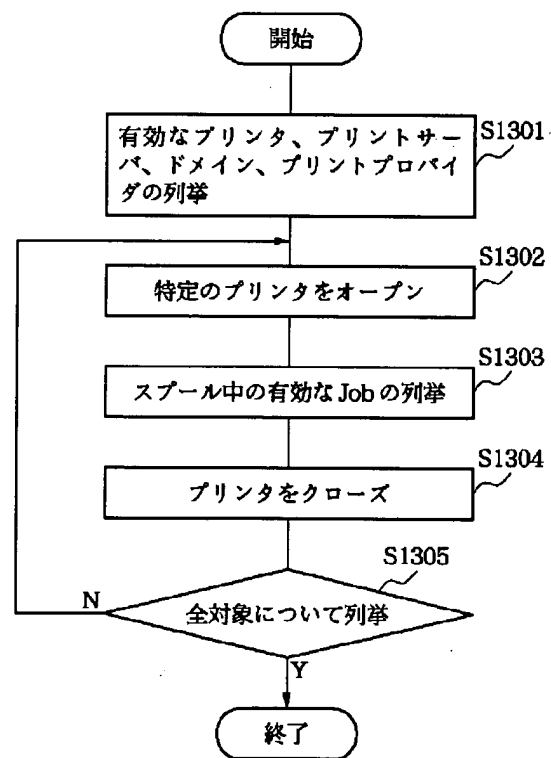 開始
S1301
有効なプリンタ、プリントサー
バ、ドメイン、プリントプロバイ
ダの列挙
S1302
特定のプリンタをオープン
S1303
スプール中の有効なJobの列挙
S1304
プリンタをクローズ
S1305
N
全対象について列挙
Y
終了